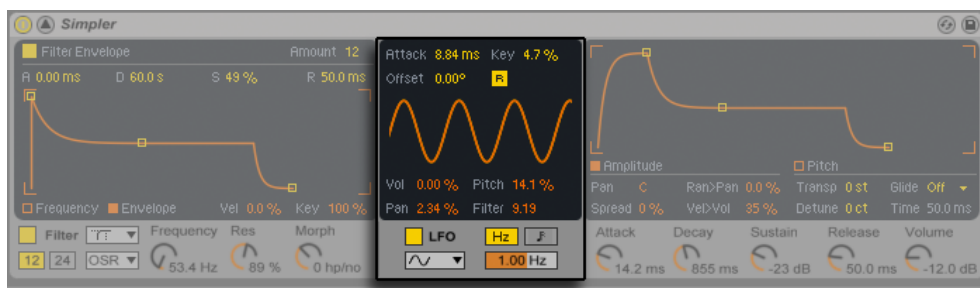 Simpler
Filter Envelope Amount 12
A 0.00 ms D 60.0 s S 49 % R 50.0 ms
Frequency Envelope Vel 0.0 % Key 100 %
Filter Frequency Res Morph
12 24 OSR 53.4 Hz 89 % 0 hp/no
Attack 8.84 ms Key 4.7 %
Offset 0.00° R
Vol 0.00 % Pitch 14.1 %
Pan 2.34 % Filter 9.19
LFO Hz
1.00 Hz
Amplitude Pitch
Pan C Ran>Pan 0.0 % Transp 0 st Glide Off
Spread 0 % Vel>Vol 35 % Detune 0 ct Time 50.0 ms
Attack Decay Sustain Release Volume
14.2 ms 855 ms -23 dB 50.0 ms -12.0 dB